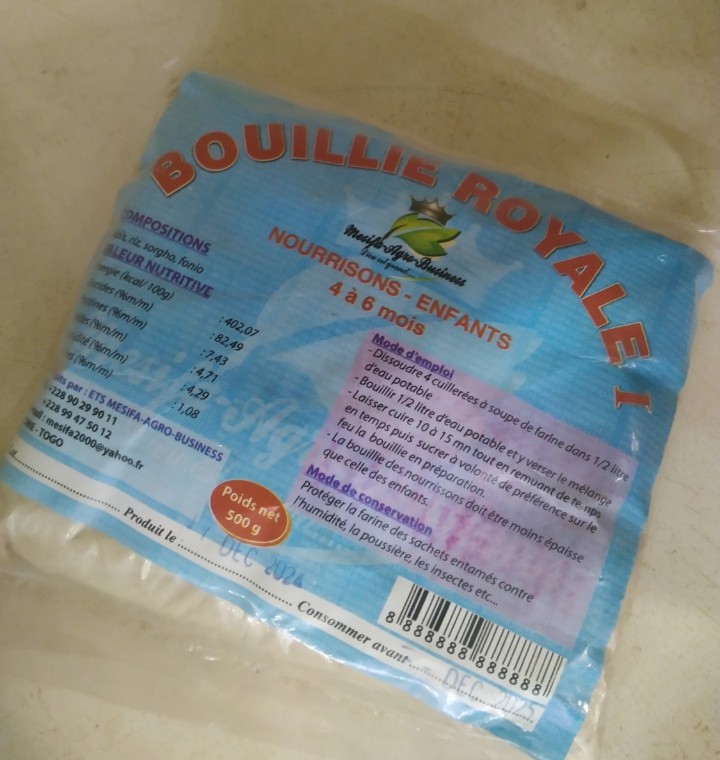 BOUILLIE ROYALE I
Mesifa-Agro-Business
NOURRISONS - ENFANTS
4 à 6 mois
OMPOSITIONS
riz, sorgho, fonio
ALEUR NUTRITIVE
(kcal/ 100g) : 402,07
(%m/m) : 82,49
(%m/m) : 7,43
(%m/m) : 4,71
(%m/m) : 4,29
(%m/m) : 1,08
par : ETS MESIFA-AGRO-BUSINESS
+228 90 29 90 11
+228 99 47 50 12
: mesifa2000@yahoo.fr
- TOGO
Mode d'emploi
- Dissoudre 4 cuillerées à soupe de farine dans 1/2 litre
d'eau potable
- Bouillir 1/2 litre d'eau potable et y verser le mélange
- Laisser cuire 10 à 15 mn tout en remuant de temps
en temps puis sucrer à volonté de préférence sur le
feu la bouillie en préparation.
- La bouillie des nourrissons doit être moins épaisse
que celle des enfants.
Mode de conservation
Protéger la farine des sachets entamés contre
l'humidité, la poussière, les insectes etc...
Poids net
500 g
Produit le
DEC 2024
Consommer avant
DEC 2025
8 888888 888888